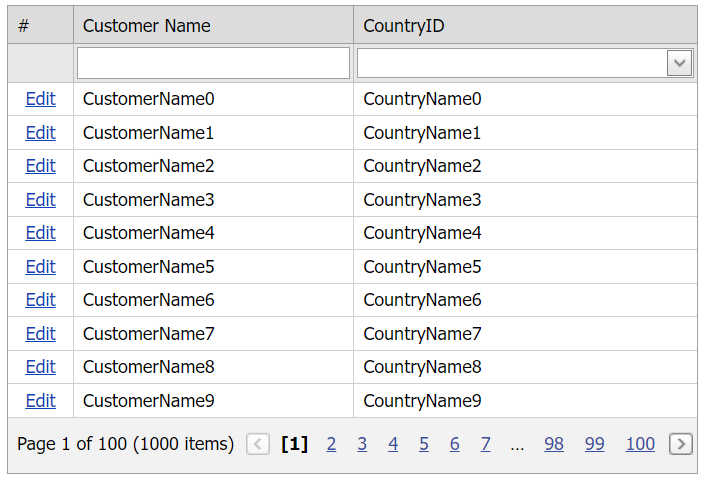 # Customer Name CountryID
Edit CustomerName0 CountryName0
Edit CustomerName1 CountryName1
Edit CustomerName2 CountryName2
Edit CustomerName3 CountryName3
Edit CustomerName4 CountryName4
Edit CustomerName5 CountryName5
Edit CustomerName6 CountryName6
Edit CustomerName7 CountryName7
Edit CustomerName8 CountryName8
Edit CustomerName9 CountryName9
Page 1 of 100 (1000 items) [1] 2 3 4 5 6 7 … 98 99 100